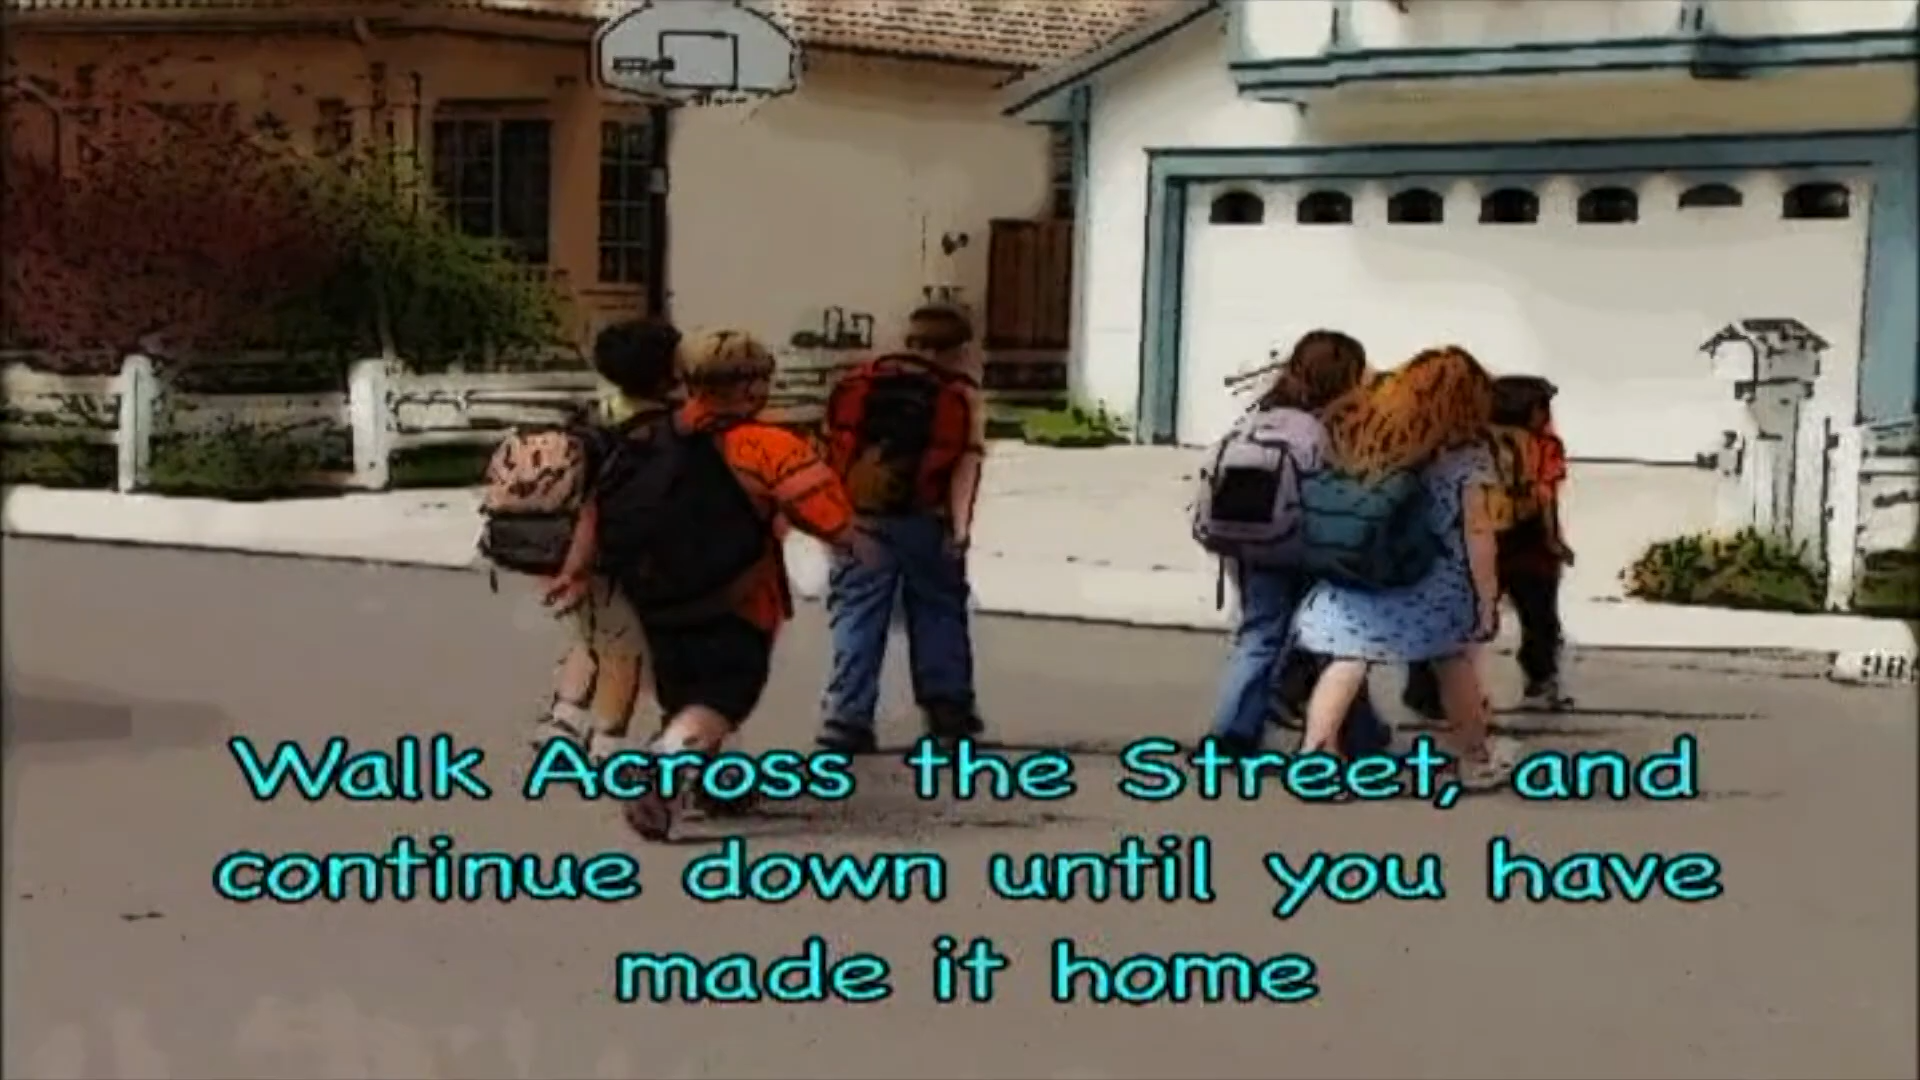 Walk Across the Street, and
continue down until you have
made it home